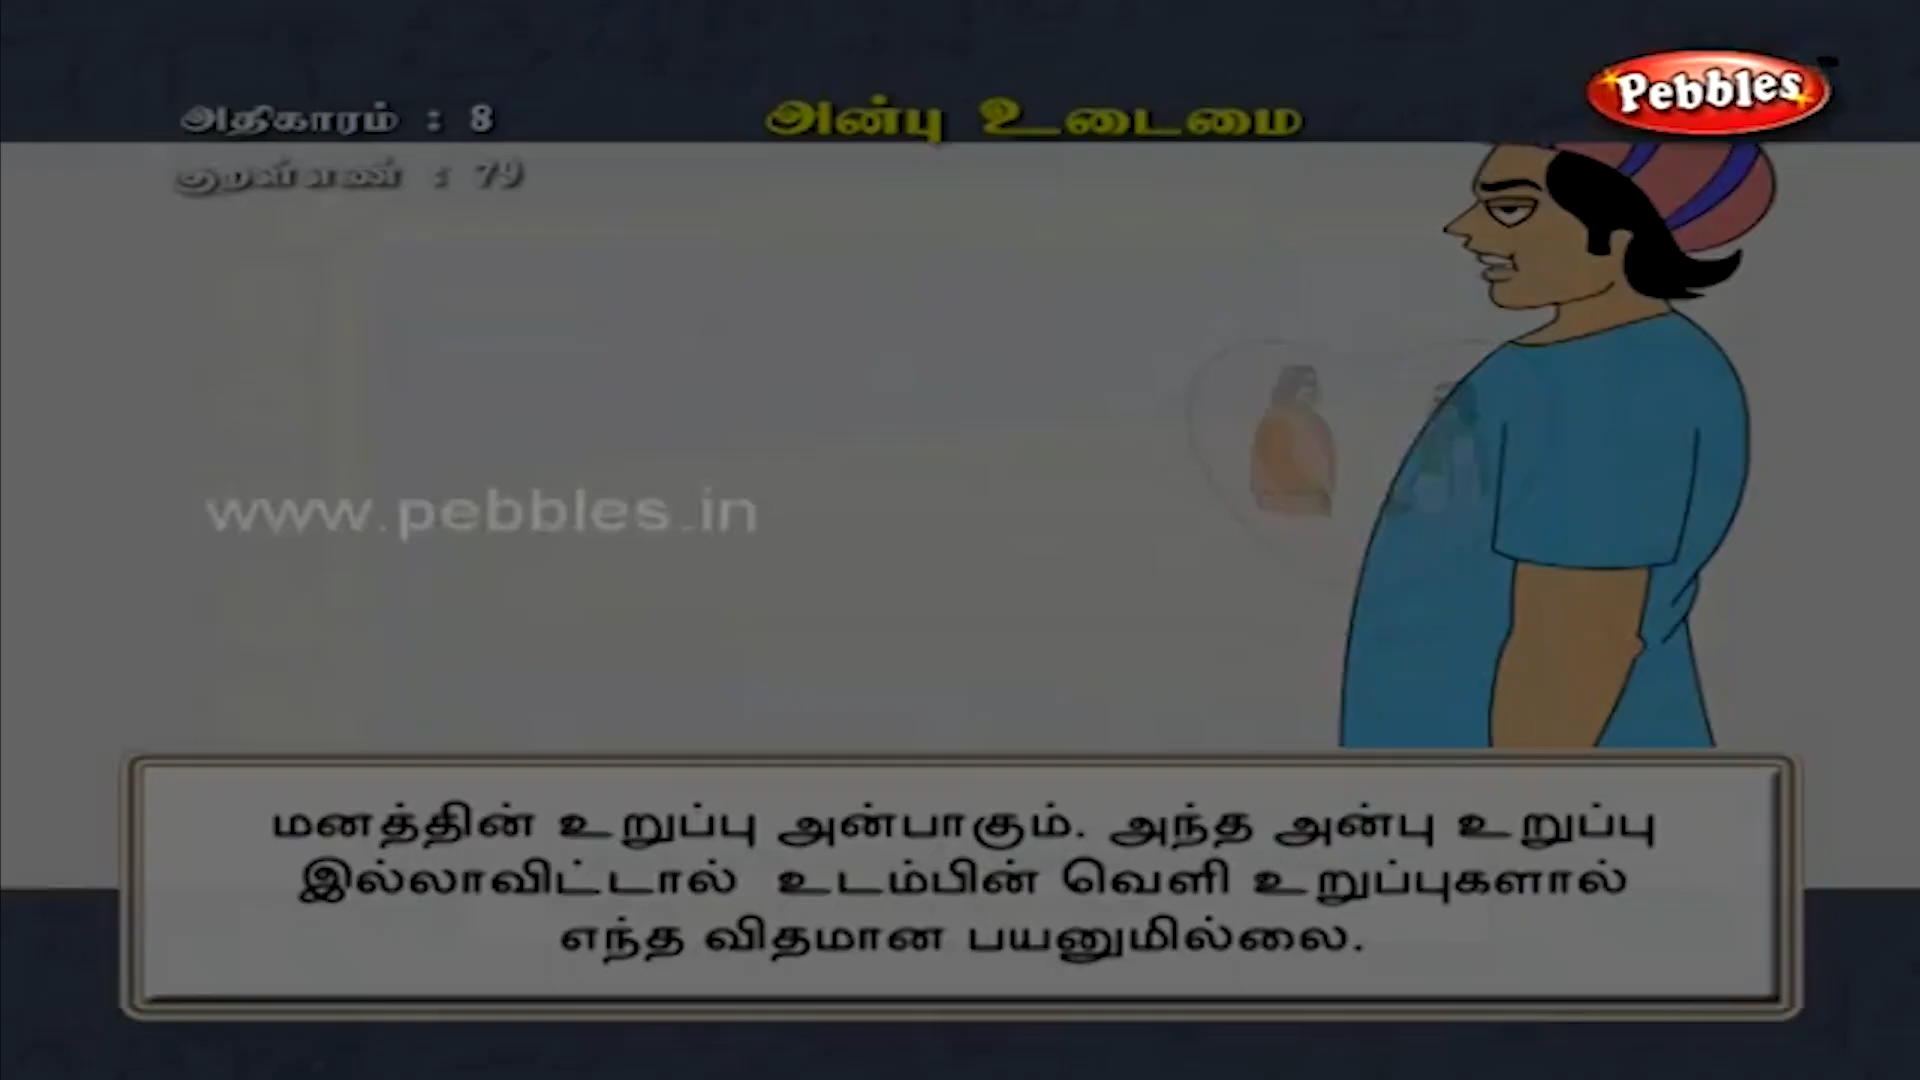 Pebbles
அதிகாரம் : 8
அன்பு உடைமை
குறள் எண் : 79
www.pebbles.in
மனத்தின் உறுப்பு அன்பாகும். அந்த அன்பு உறுப்பு
இல்லாவிட்டால் உடம்பின் வெளி உறுப்புகளால்
எந்த விதமான பயனுமில்லை.